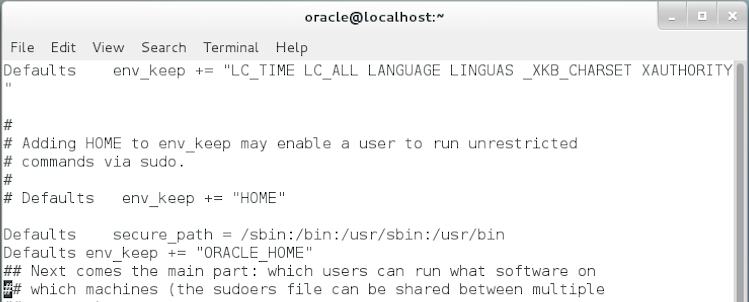 oracle@localhost:~
File Edit View Search Terminal Help
Defaults    env_keep += "LC_TIME LC_ALL LANGUAGE LINGUAS _XKB_CHARSET XAUTHORITY
"
#
# Adding HOME to env_keep may enable a user to run unrestricted
# commands via sudo.
#
# Defaults   env_keep += "HOME"
Defaults    secure_path = /sbin:/bin:/usr/sbin:/usr/bin
Defaults env_keep += "ORACLE_HOME"
## Next comes the main part: which users can run what software on
## which machines (the sudoers file can be shared between multiple